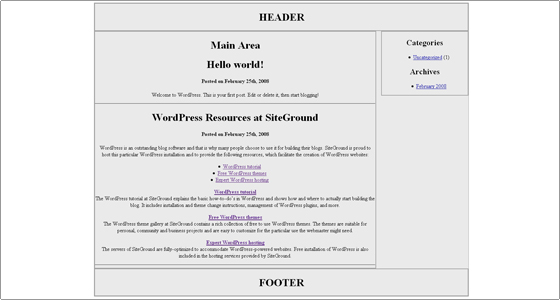 HEADER
Main Area
Hello world!
Posted on February 25th, 2008
Welcome to WordPress. This is your first post. Edit or delete it, then start blogging!
WordPress Resources at SiteGround
Posted on February 25th, 2008
WordPress is an outstanding blog software and that is why many people choose to use it for building their blogs. SiteGround is proud to
host this particular WordPress installation and to provide the following resources, which facilitate the creation of WordPress websites:
WordPress tutorial
Free WordPress themes
Expert WordPress hosting
WordPress tutorial
The WordPress tutorial at SiteGround explains the basic how-to-do's in WordPress and shows how and where to actually start building the
blog. It includes installation and theme change instructions, management of WordPress plugins, and more
Free WordPress themes
The WordPress theme gallery at SiteGround contains a rich collection of free to use WordPress themes. The themes are suitable for
personal, community and business projects and are easy to customize for the particular use the webmaster might need.
Expert WordPress hosting
The servers of SiteGround are fully-optimized to accommodate WordPress-powered websites. Free installation of WordPress is also
included in the hosting services provided by SiteGround.
Categories
Uncategorized (1)
Archives
February 2008
FOOTER